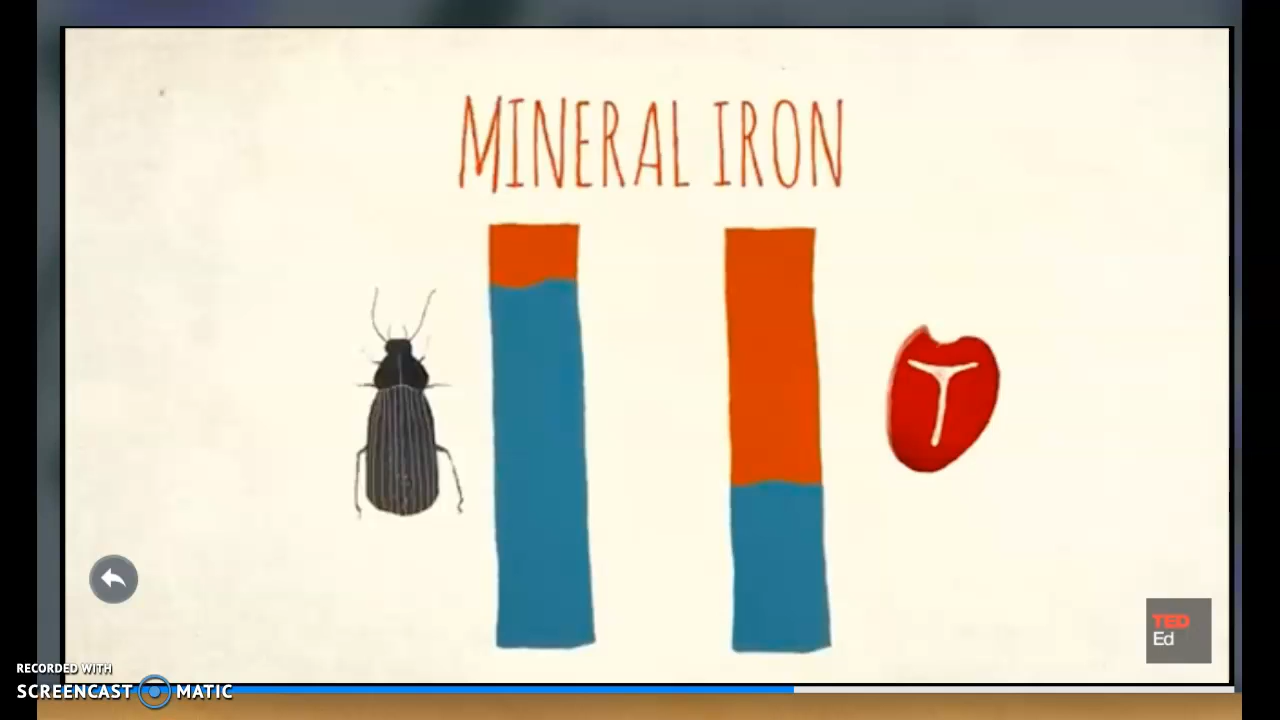 MINERAL IRON
TED
Ed
RECORDED WITH
SCREENCAST MATIC